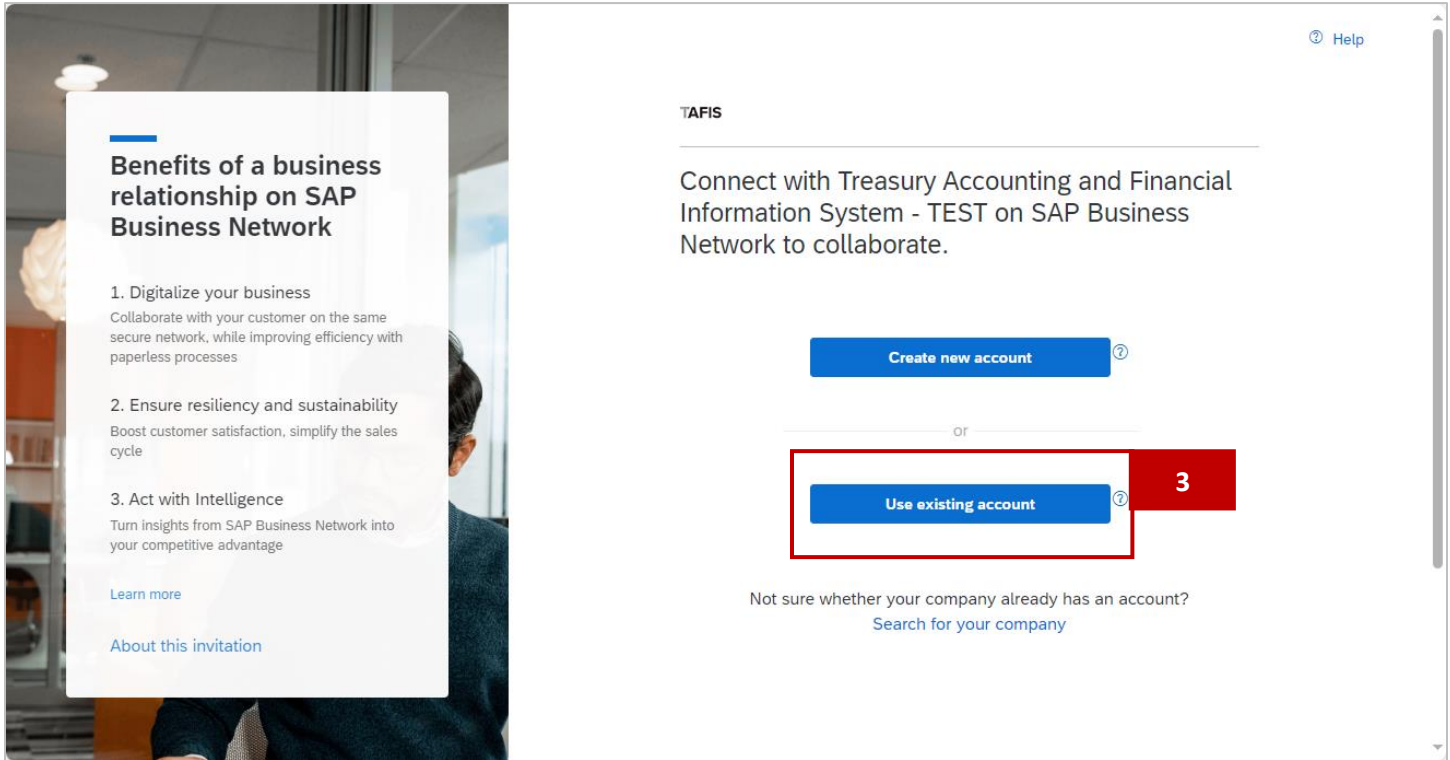 Help
TAFIS
Benefits of a business
relationship on SAP
Business Network
1. Digitalize your business
Collaborate with your customer on the same
secure network, while improving efficiency with
paperless processes
2. Ensure resiliency and sustainability
Boost customer satisfaction, simplify the sales
cycle
3. Act with Intelligence
Turn insights from SAP Business Network into
your competitive advantage
Learn more
About this invitation
Connect with Treasury Accounting and Financial
Information System - TEST on SAP Business
Network to collaborate.
Create new account
or
Use existing account
3
Not sure whether your company already has an account?
Search for your company